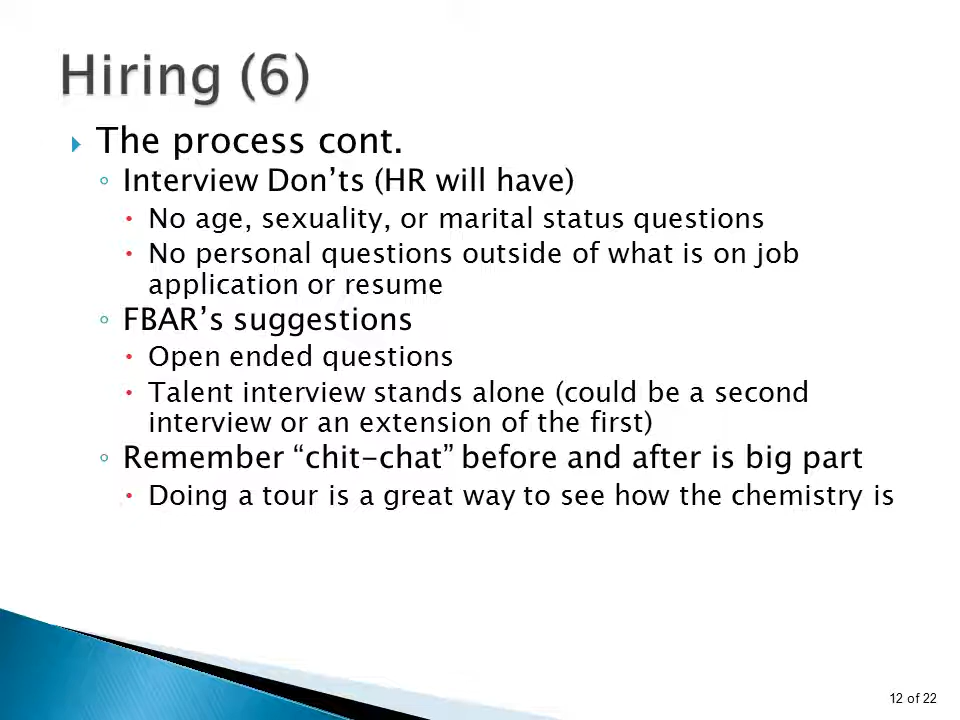 Hiring (6)
The process cont.
Interview Don’ts (HR will have)
No age, sexuality, or marital status questions
No personal questions outside of what is on job
application or resume
FBAR’s suggestions
Open ended questions
Talent interview stands alone (could be a second
interview or an extension of the first)
Remember “chit-chat” before and after is big part
Doing a tour is a great way to see how the chemistry is
12 of 22